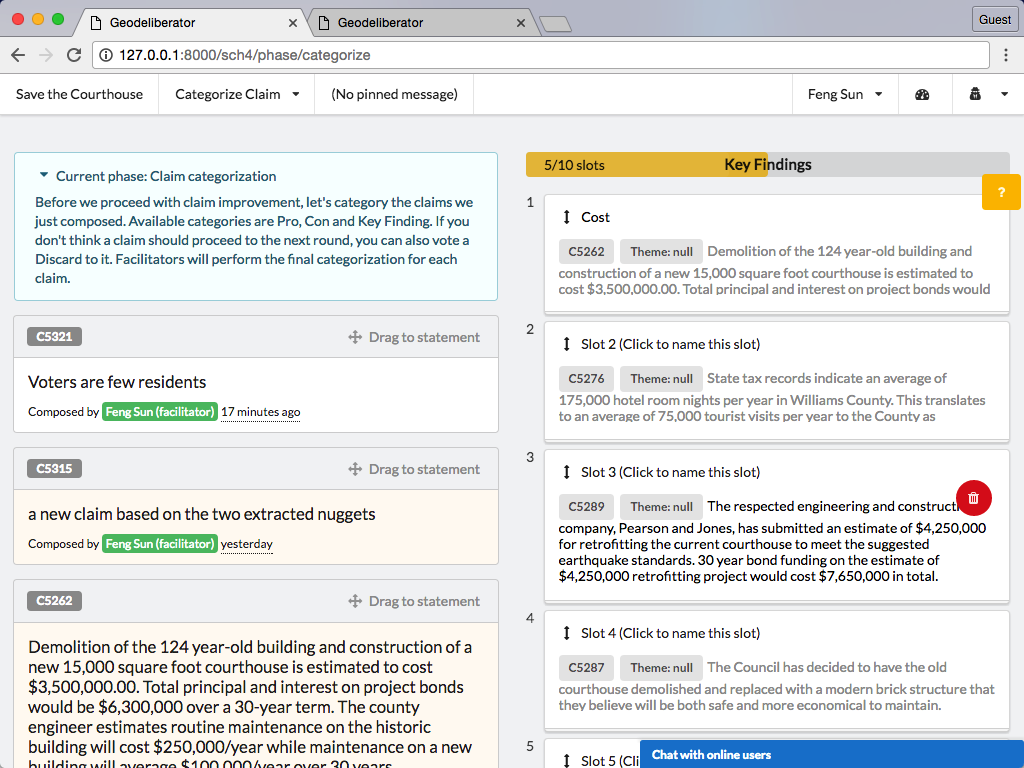 Geodeliberator
Geodeliberator
Guest
127.0.0.1:8000/sch4/phase/categorize
Save the Courthouse
Categorize Claim
(No pinned message)
Feng Sun
Current phase: Claim categorization
Before we proceed with claim improvement, let's category the claims we
just composed. Available categories are Pro, Con and Key Finding. If you
don't think a claim should proceed to the next round, you can also vote a
Discard to it. Facilitators will perform the final categorization for each
claim.
C5321
Drag to statement
Voters are few residents
Composed by Feng Sun (facilitator) 17 minutes ago
C5315
Drag to statement
a new claim based on the two extracted nuggets
Composed by Feng Sun (facilitator) yesterday
C5262
Drag to statement
Demolition of the 124 year-old building and construction of a
new 15,000 square foot courthouse is estimated to cost
$3,500,000.00. Total principal and interest on project bonds
would be $6,300,000 over a 30-year term. The county
engineer estimates routine maintenance on the historic
building will cost $250,000/year while maintenance on a new
building will average $100,000/year over 30 years.
5/10 slots
Key Findings
?
1
Cost
C5262 Theme: null Demolition of the 124 year-old building and
construction of a new 15,000 square foot courthouse is estimated to
cost $3,500,000.00. Total principal and interest on project bonds would
2
Slot 2 (Click to name this slot)
C5276 Theme: null State tax records indicate an average of
175,000 hotel room nights per year in Williams County. This translates
to an average of 75,000 tourist visits per year to the County as
3
Slot 3 (Click to name this slot)
C5289 Theme: null The respected engineering and constructi
company, Pearson and Jones, has submitted an estimate of $4,250,000
for retrofitting the current courthouse to meet the suggested
earthquake standards. 30 year bond funding on the estimate of
$4,250,000 retrofitting project would cost $7,650,000 in total.
4
Slot 4 (Click to name this slot)
C5287 Theme: null The Council has decided to have the old
courthouse demolished and replaced with a modern brick structure that
they believe will be both safe and more economical to maintain.
5
Slot 5 (Cli
Chat with online users